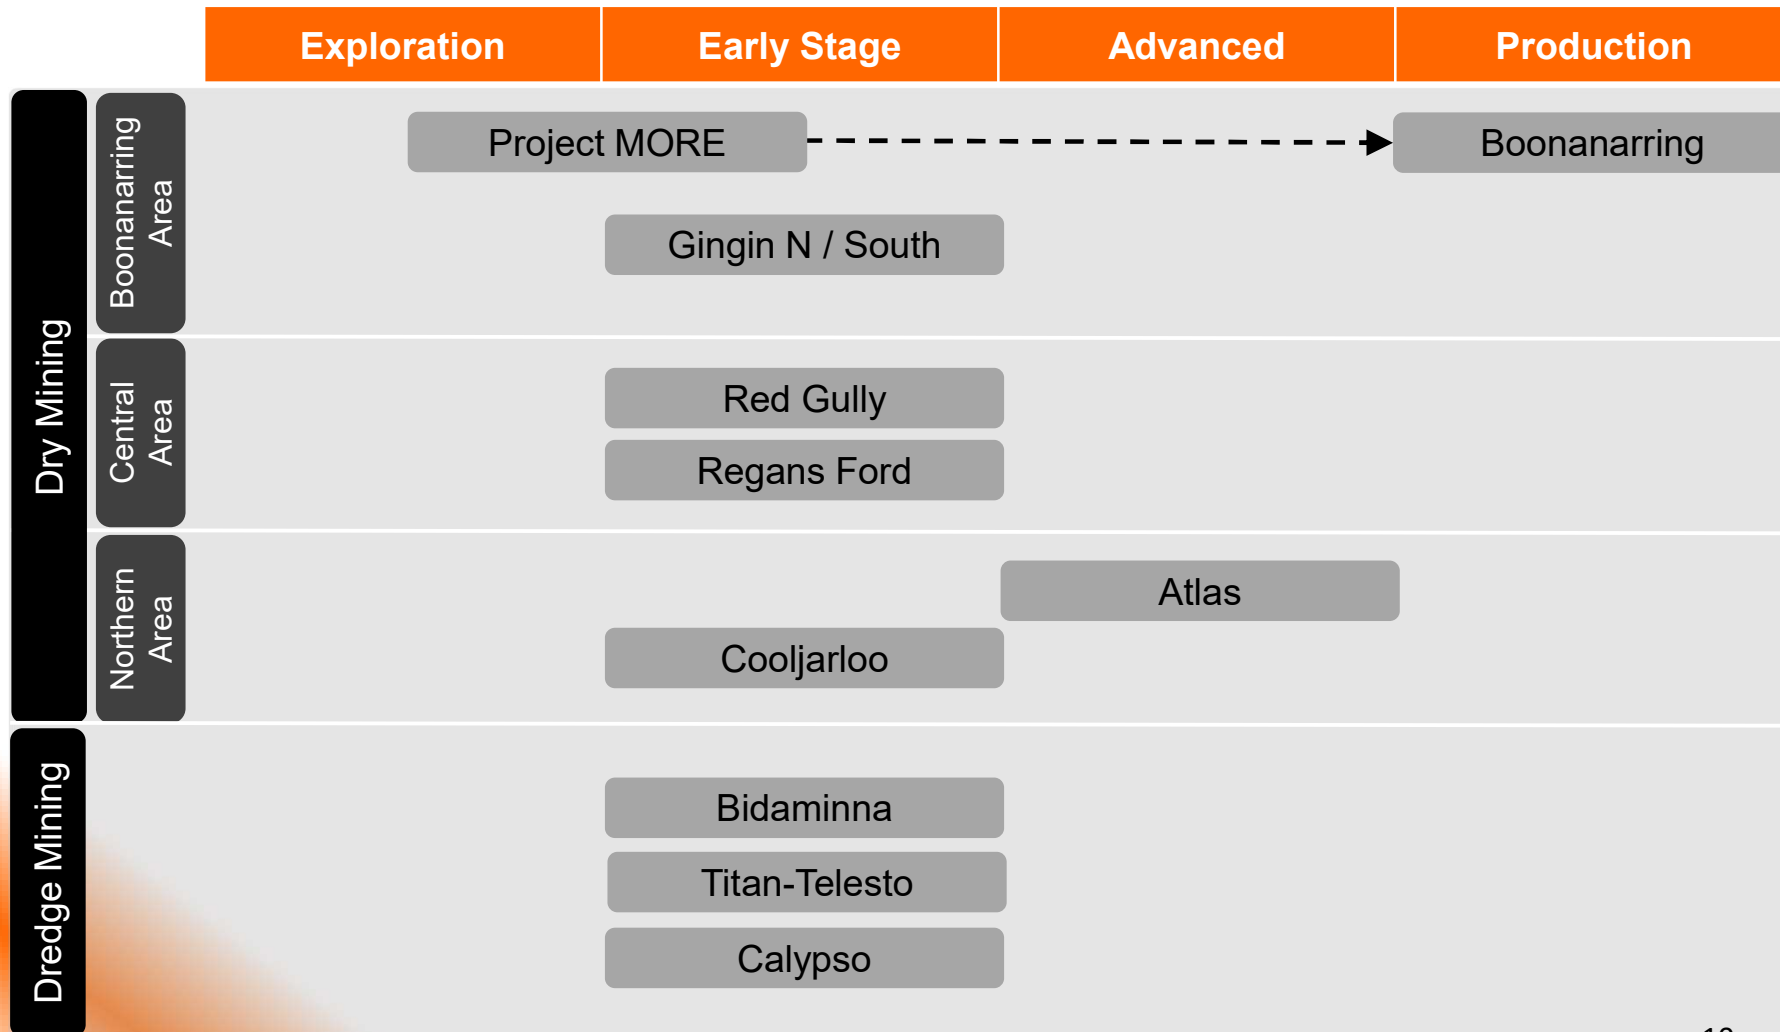 Exploration
Early Stage
Advanced
Production
Dry Mining
Boonanarring
Area
Project MORE
Boonanarring
Gingin N / South
Central
Area
Red Gully
Regans Ford
Northern
Area
Atlas
Cooljarloo
Dredge Mining
Bidaminna
Titan-Telesto
Calypso